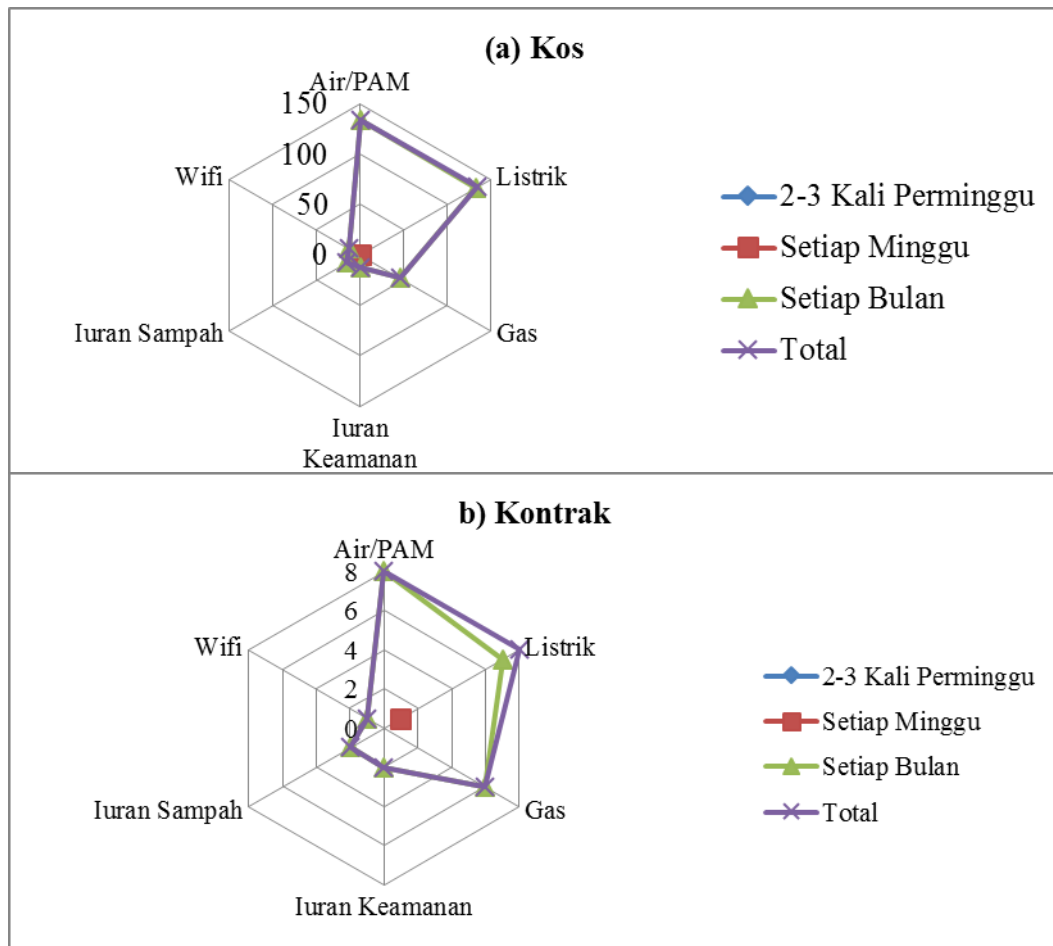 (a) Kos
Air/PAM
150
100
50
0
Wifi
Listrik
Iuran Sampah
Gas
Iuran
Keamanan
2-3 Kali Perminggu
Setiap Minggu
Setiap Bulan
Total
b) Kontrak
Air/PAM
8
6
4
2
0
Wifi
Listrik
Iuran Sampah
Gas
Iuran Keamanan
2-3 Kali Perminggu
Setiap Minggu
Setiap Bulan
Total